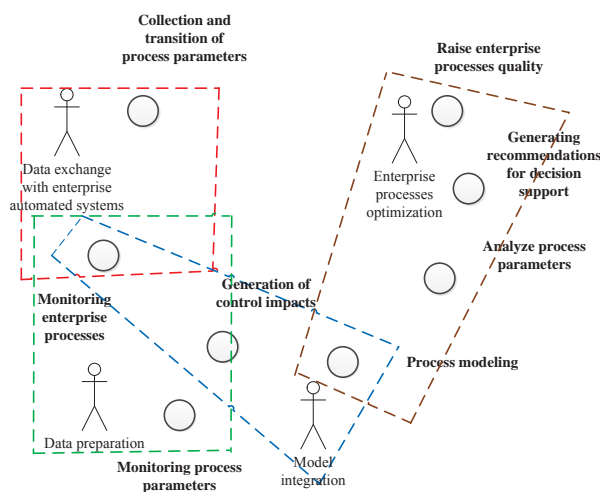 Collection and
transition of
process parameters
Raise enterprise
processes quality
Data exchange
with enterprise
automated systems
Enterprise
processes
optimization
Generating
recommendations
for decision
support
Analyze process
parameters
Monitoring
enterprise
processes
Generation of
control impacts
Process modeling
Data preparation
Monitoring process
parameters
Model
integration